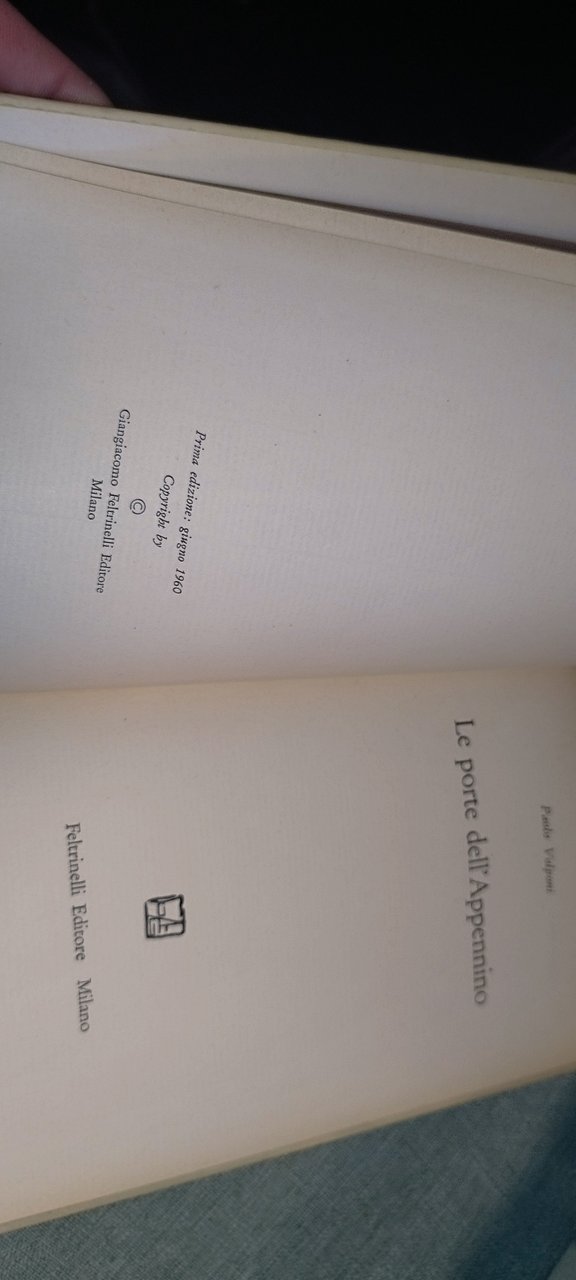 Prima edizione: giugno 1960
Copyright by
©
Giangiacomo Feltrinelli Editore
Milano
Paolo Volponi
Le porte dell'Appennino
Feltrinelli Editore Milano